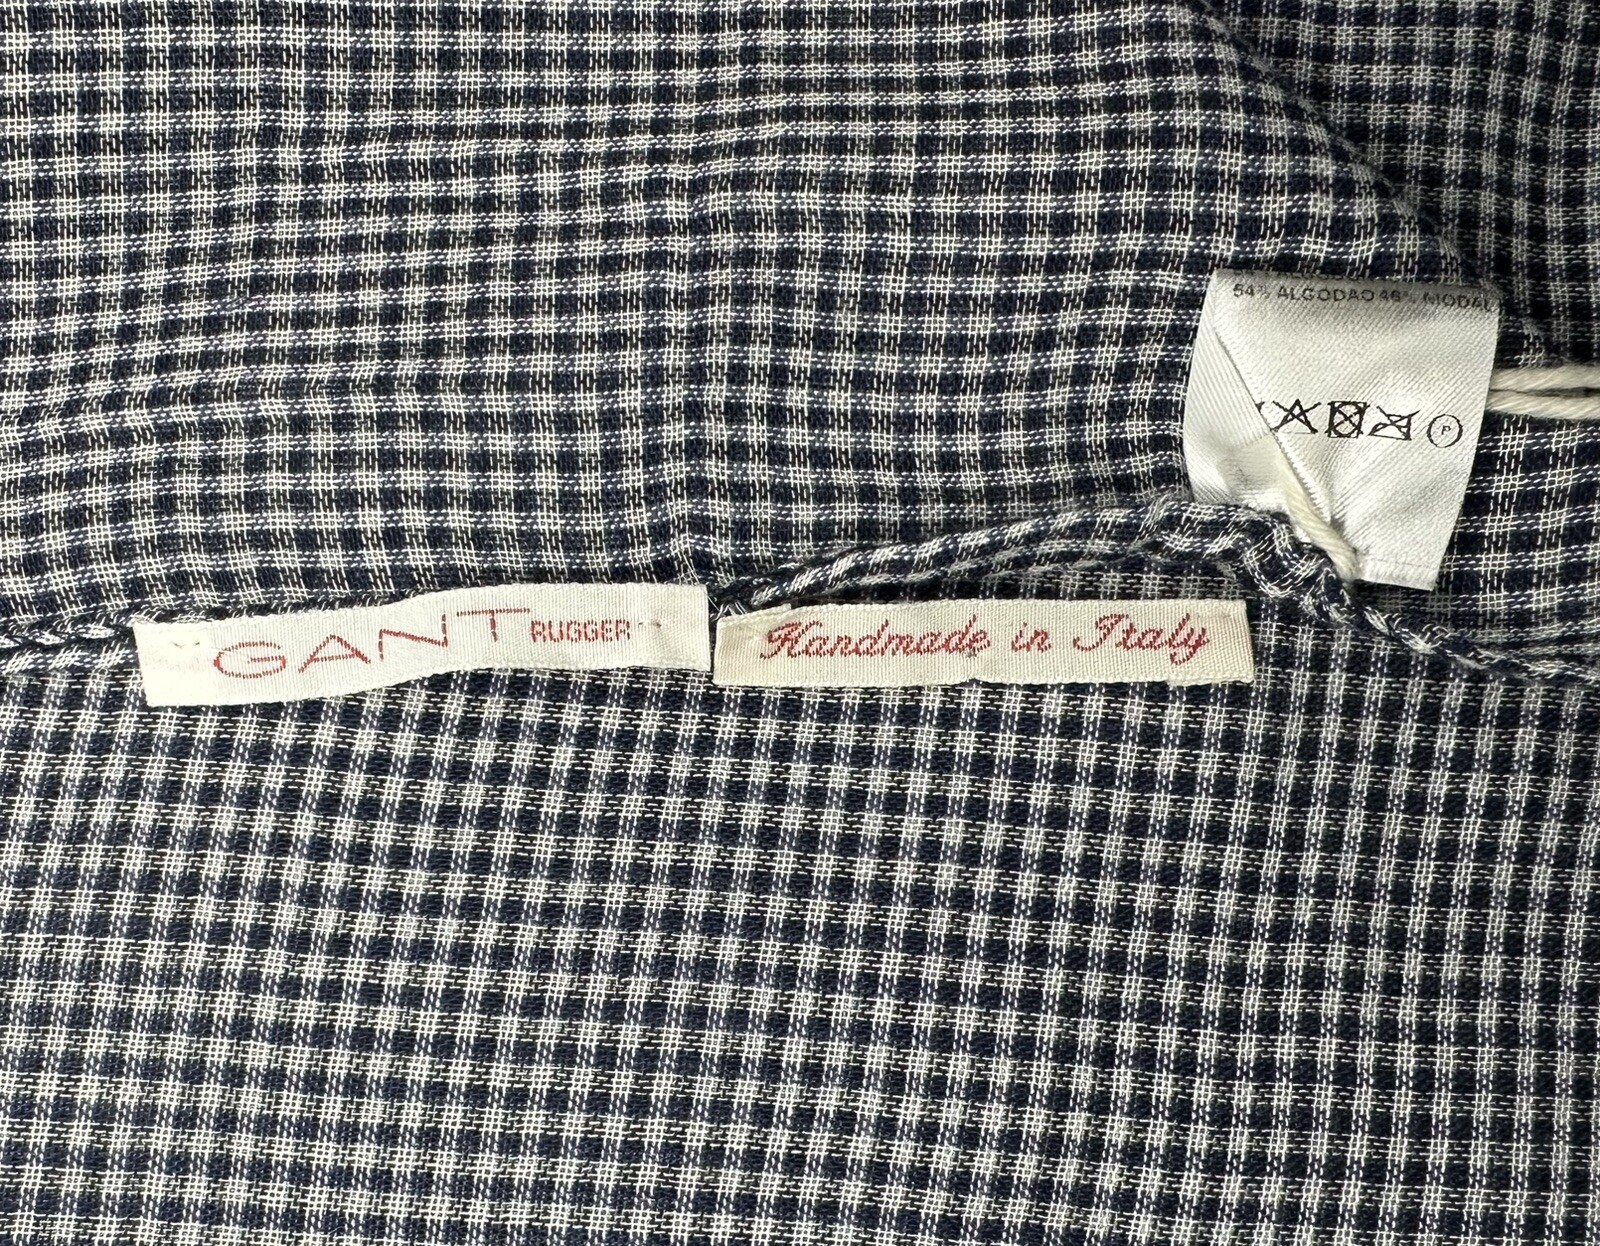 54% ALGODAO 46% MODAL
GANT RUGGER
Handmade in Italy
P